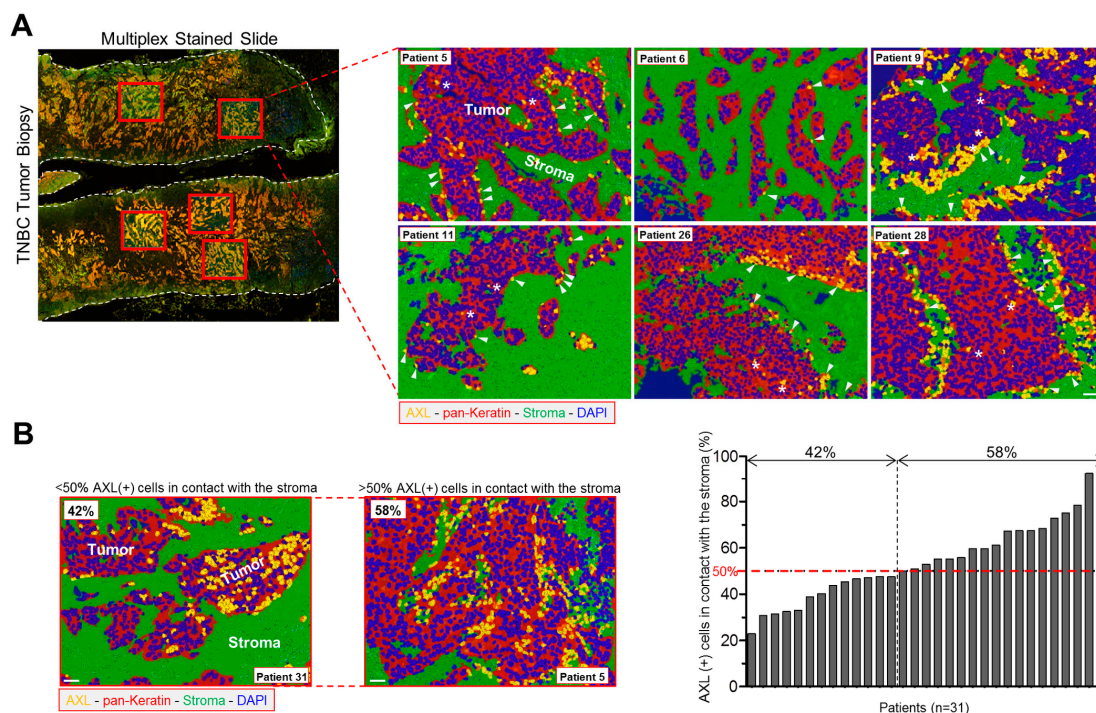 A
Multiplex Stained Slide
TNBC Tumor Biopsy
Patient 5
Tumor
Stroma
Patient 6
Patient 9
Patient 11
Patient 26
Patient 28
AXL - pan-Keratin - Stroma - DAPI
B
<50% AXL(+) cells in contact with the stroma
42%
Tumor
Tumor
Stroma
Patient 31
>50% AXL(+) cells in contact with the stroma
58%
Patient 5
AXL - pan-Keratin - Stroma - DAPI
AXL (+) cells in contact with the stroma (%)
42%
58%
100
80
60
50%
40
20
0
Patients (n=31)